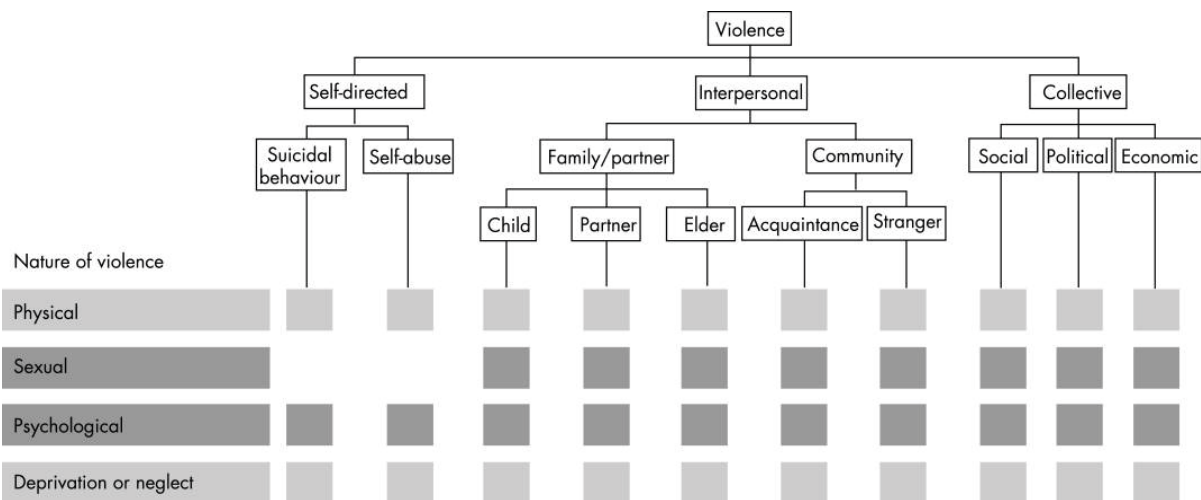 Violence
Self-directed
Interpersonal
Collective
Suicidal
behaviour
Self-abuse
Family/partner
Community
Social
Political
Economic
Child
Partner
Elder
Acquaintance
Stranger
Nature of violence
Physical
Sexual
Psychological
Deprivation or neglect